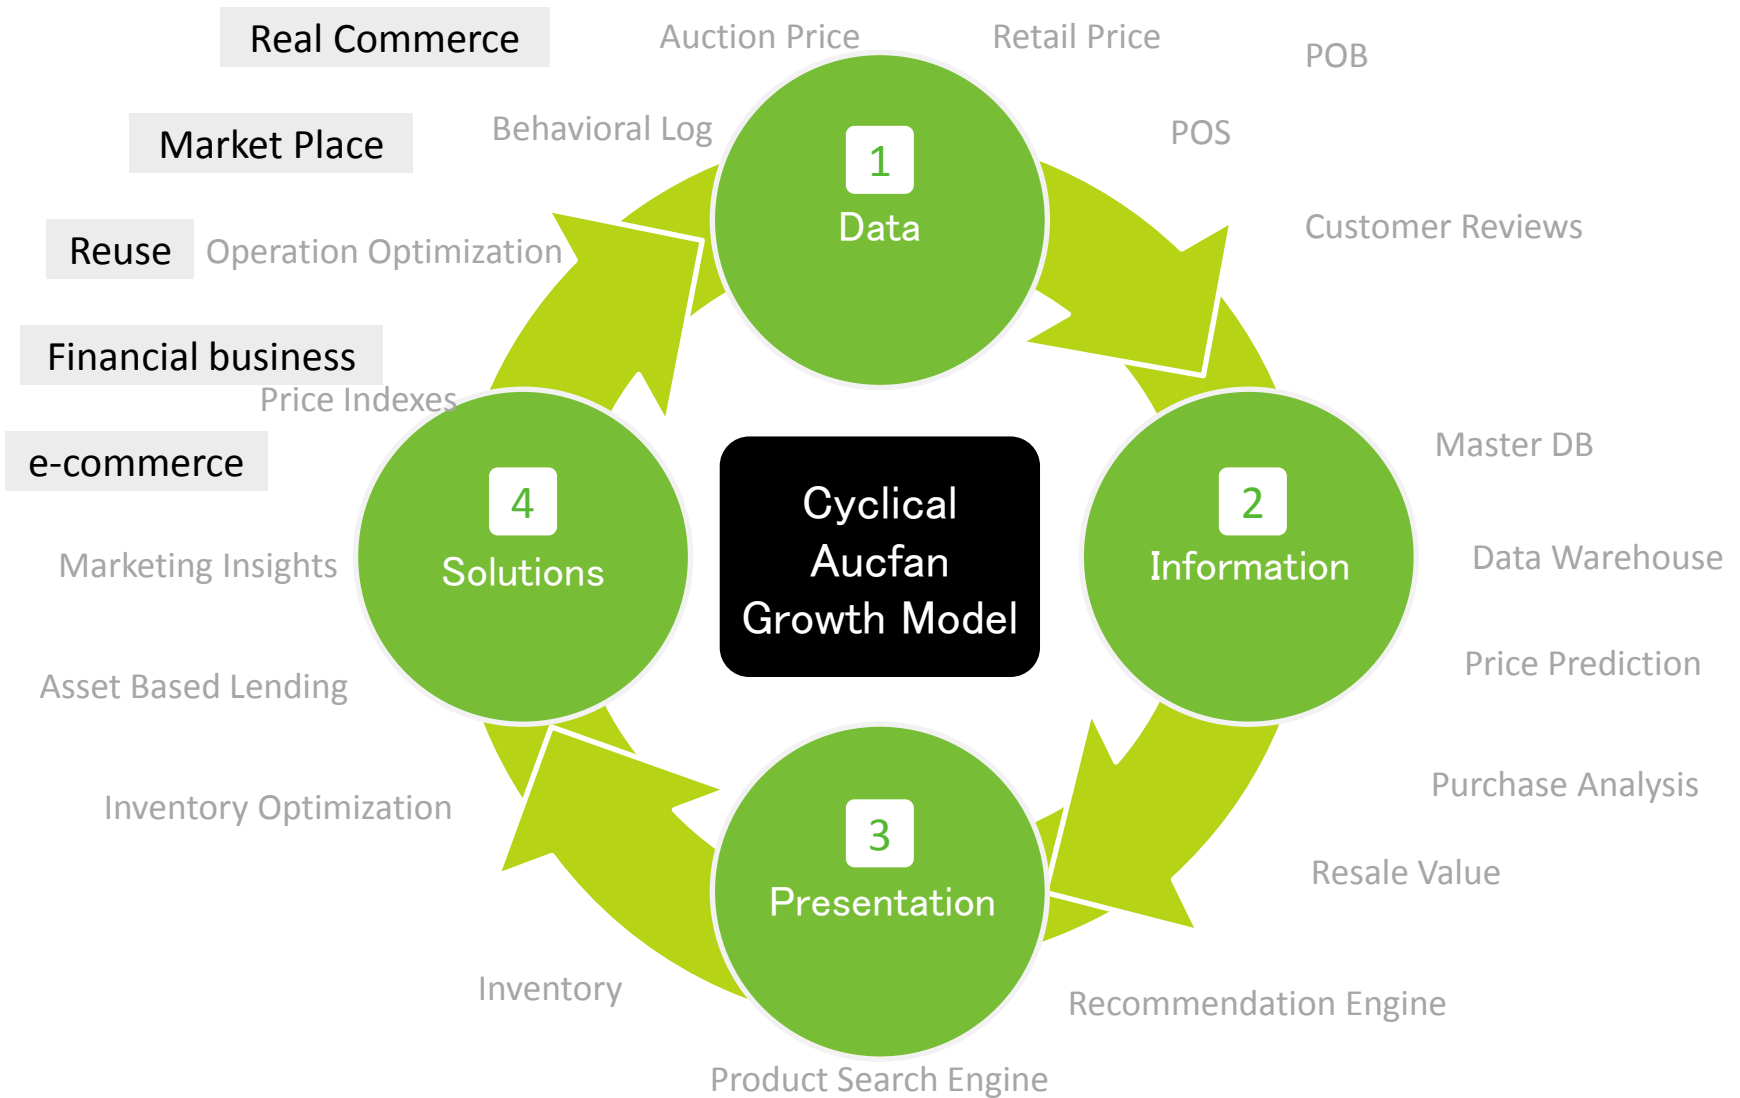 Real Commerce
Auction Price
Retail Price
POB
Market Place
Behavioral Log
POS
1
Data
Reuse
Operation Optimization
Customer Reviews
Financial business
Price Indexes
e-commerce
Master DB
4
Solutions
Cyclical
Aucfan
Growth Model
2
Information
Marketing Insights
Data Warehouse
Asset Based Lending
Price Prediction
Inventory Optimization
Purchase Analysis
3
Presentation
Resale Value
Inventory
Recommendation Engine
Product Search Engine